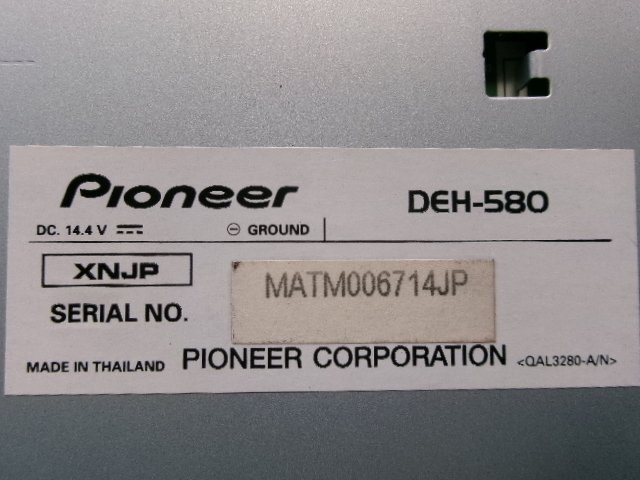 Pioneer DEH-580
DC. 14.4 V ⎓ ⊖ GROUND
XNJP
SERIAL NO. MATM006714JP
MADE IN THAILAND PIONEER CORPORATION <QAL3280-A/N>